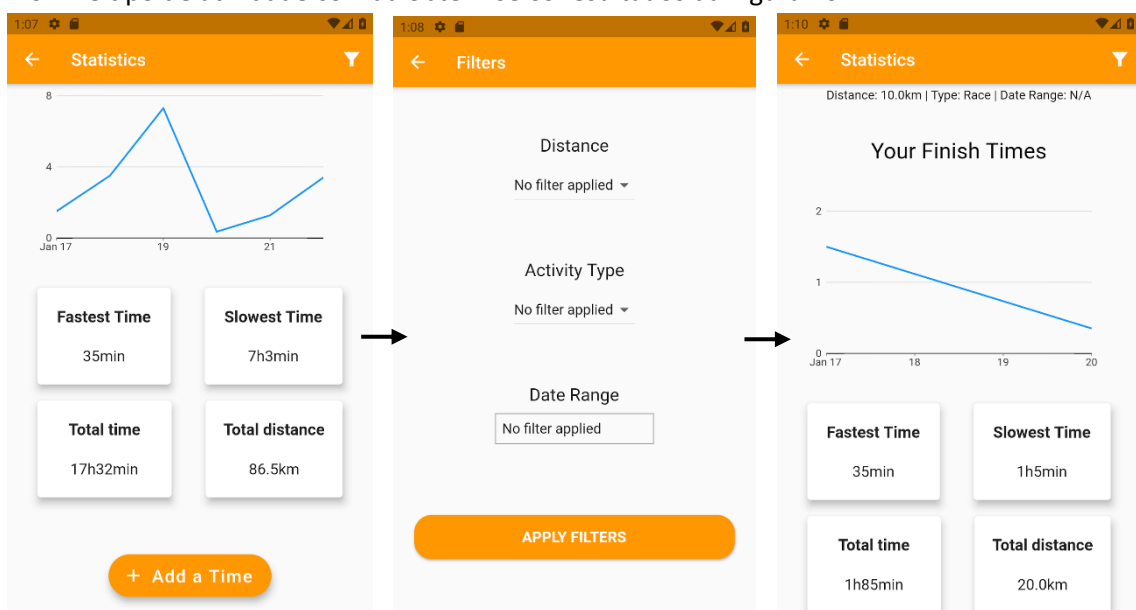 1:07
Statistics
8
4
0
Jan 17 19 21
Fastest Time
35min
Slowest Time
7h3min
Total time
17h32min
Total distance
86.5km
+ Add a Time
1:08
Filters
Distance
No filter applied
Activity Type
No filter applied
Date Range
No filter applied
APPLY FILTERS
1:10
Statistics
Distance: 10.0km | Type: Race | Date Range: N/A
Your Finish Times
2
1
0
Jan 17 18 19 20
Fastest Time
35min
Slowest Time
1h5min
Total time
1h85min
Total distance
20.0km